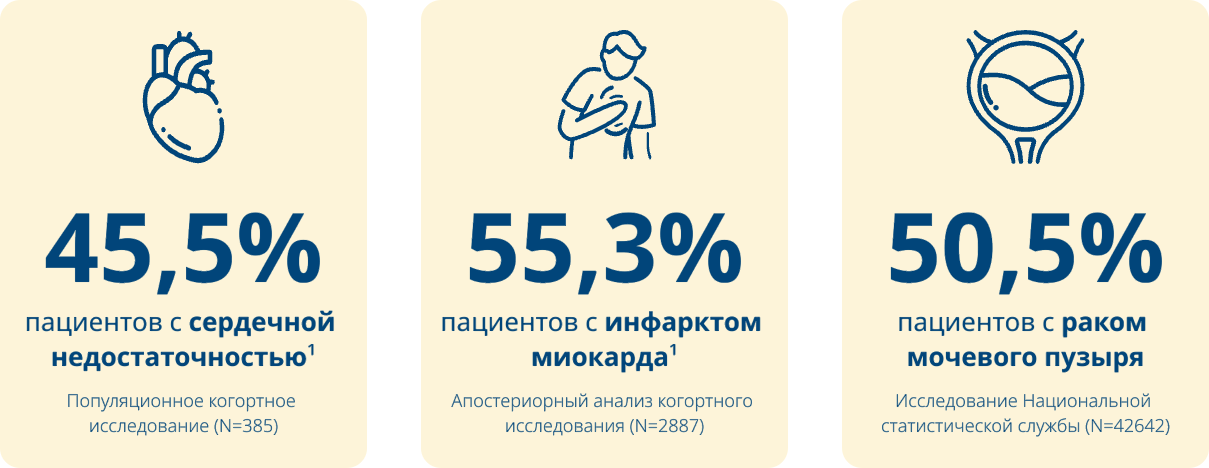 45,5%
пациентов с сердечной
недостаточностью¹
Популяционное когортное
исследование (N=385)
55,3%
пациентов с инфарктом
миокарда¹
Апостериорный анализ когортного
исследования (N=2887)
50,5%
пациентов с раком
мочевого пузыря
Исследование Национальной
статистической службы (N=42642)